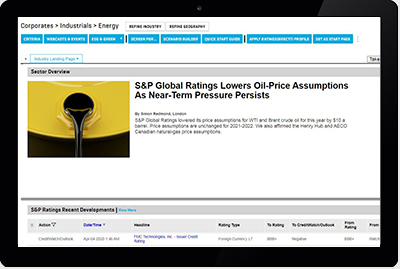 Corporates > Industrials > Energy REFINE INDUSTRY REFINE GEOGRAPHY
CRITERIA WEBCASTS & EVENTS ESG & GREEN SCREEN PER... SCENARIO BUILDER QUICK START GUIDE APPLY RATINGSDIRECT® PROFILE SET AS START PAGE
Industry Landing Page
Sector Overview
S&P Global Ratings Lowers Oil-Price Assumptions
As Near-Term Pressure Persists
By Simon Redmond, London
S&P Global Ratings lowered its price assumptions for WTI and Brent crude oil for this year by $10 a
barrel. Price assumptions are unchanged for 2021-2022. We also affirmed the Henry Hub and AECO
Canadian natural-gas price assumptions.
S&P Ratings Recent Developments | View More
Action Date/Time Headline Rating Type To Rating To CreditWatch/Outlook From
Rating
CreditWatch/Outlook Apr-04-2020 1:46 AM FMC Technologies, Inc. - Issuer Credit
Rating Foreign Currency LT BBB+ Negative BBB+